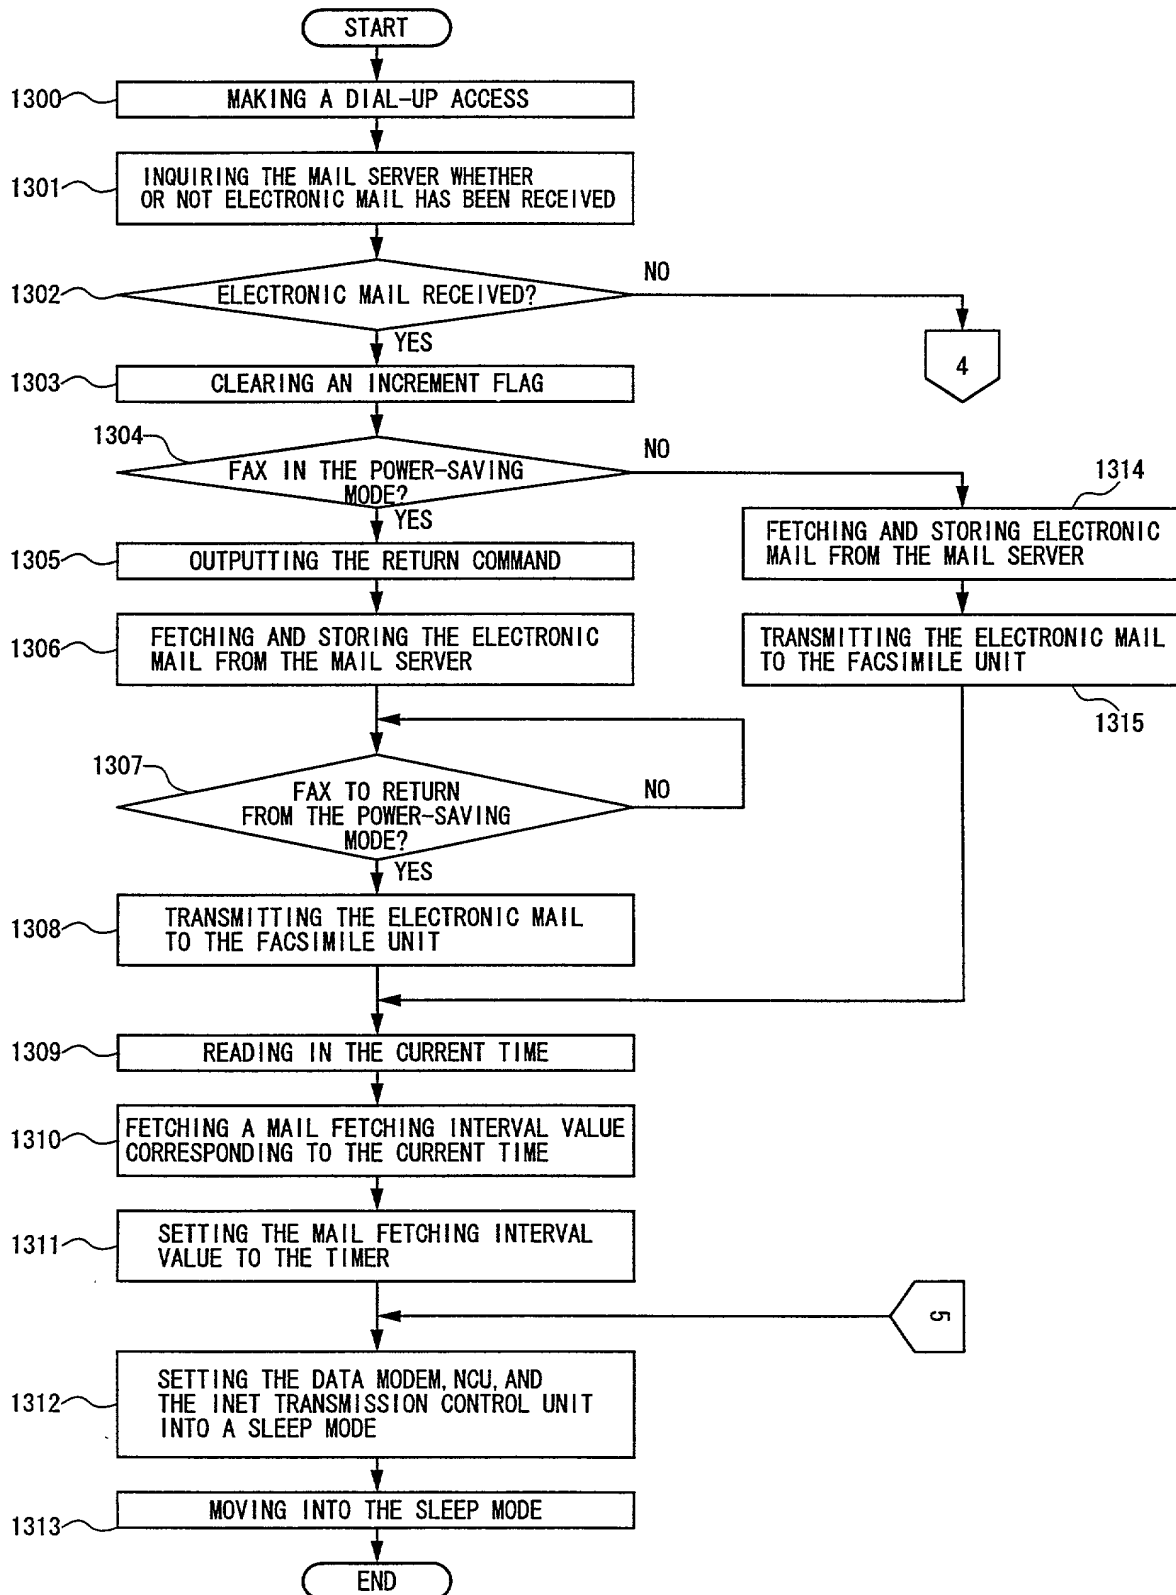 START
1300
MAKING A DIAL-UP ACCESS
1301
INQUIRING THE MAIL SERVER WHETHER
OR NOT ELECTRONIC MAIL HAS BEEN RECEIVED
1302
ELECTRONIC MAIL RECEIVED?
NO
YES
4
1303
CLEARING AN INCREMENT FLAG
1304
FAX IN THE POWER-SAVING
MODE?
NO
YES
1314
FETCHING AND STORING ELECTRONIC
MAIL FROM THE MAIL SERVER
1305
OUTPUTTING THE RETURN COMMAND
1306
FETCHING AND STORING THE ELECTRONIC
MAIL FROM THE MAIL SERVER
TRANSMITTING THE ELECTRONIC MAIL
TO THE FACSIMILE UNIT
1315
1307
FAX TO RETURN
FROM THE POWER-SAVING
MODE?
NO
YES
1308
TRANSMITTING THE ELECTRONIC MAIL
TO THE FACSIMILE UNIT
1309
READING IN THE CURRENT TIME
1310
FETCHING A MAIL FETCHING INTERVAL VALUE
CORRESPONDING TO THE CURRENT TIME
1311
SETTING THE MAIL FETCHING INTERVAL
VALUE TO THE TIMER
5
1312
SETTING THE DATA MODEM, NCU, AND
THE INET TRANSMISSION CONTROL UNIT
INTO A SLEEP MODE
1313
MOVING INTO THE SLEEP MODE
END